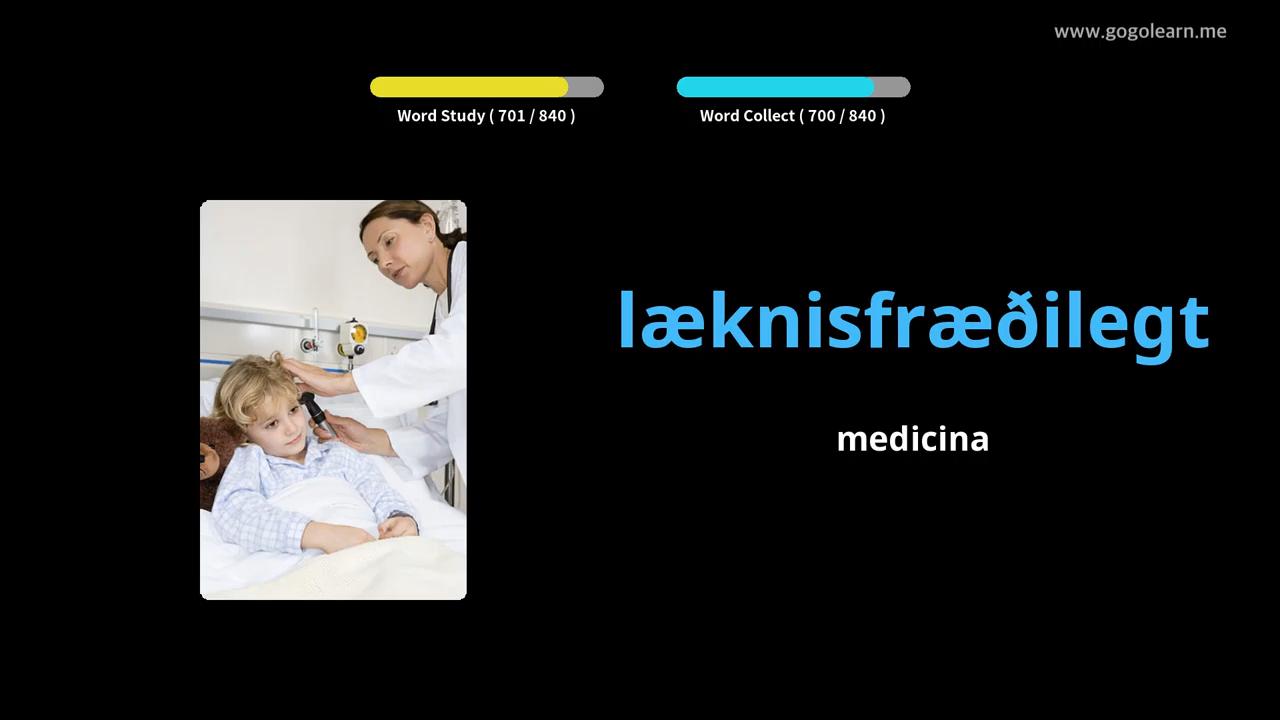 www.gogolearn.me
Word Study ( 701 / 840 )
Word Collect ( 700 / 840 )
læknisfræðilegt
medicina